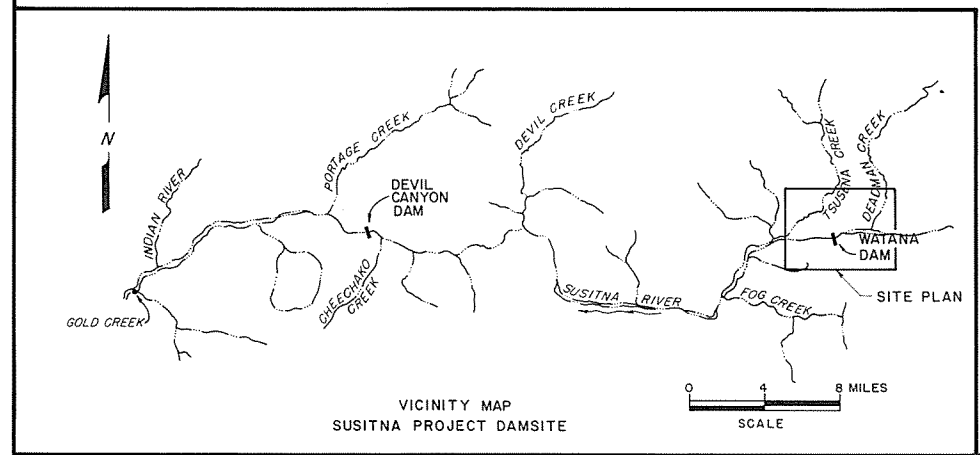 N
INDIAN RIVER
PORTAGE CREEK
DEVIL
CANYON
DAM
DEVIL CREEK
TSUSENA
CREEK
DEADMAN CREEK
WATANA
DAM
SITE PLAN
CHEECHAKO
CREEK
SUSITNA RIVER
FOG CREEK
GOLD CREEK
0 4 8 MILES
SCALE
VICINITY MAP
SUSITNA PROJECT DAMSITE